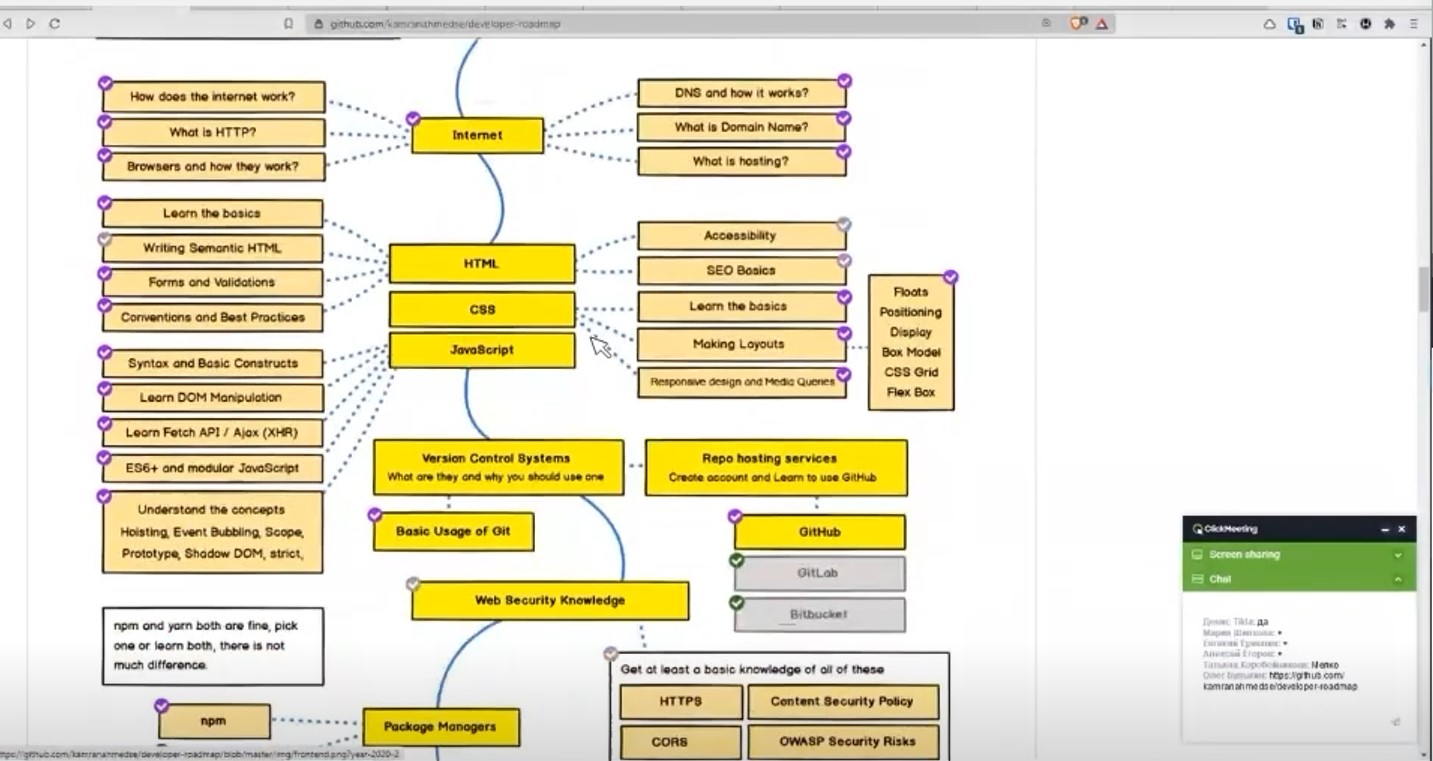 github.com/kamranahmedse/developer-roadmap
How does the internet work?
What is HTTP?
Browsers and how they work?
Internet
DNS and how it works?
What is Domain Name?
What is hosting?
Learn the basics
Writing Semantic HTML
Forms and Validations
Conventions and Best Practices
HTML
CSS
JavaScript
Accessibility
SEO Basics
Learn the basics
Making Layouts
Responsive design and Media Queries
Floats
Positioning
Display
Box Model
CSS Grid
Flex Box
Syntax and Basic Constructs
Learn DOM Manipulation
Learn Fetch API / Ajax (XHR)
ES6+ and modular JavaScript
Understand the concepts
Hoisting, Event Bubbling, Scope,
Prototype, Shadow DOM, strict,
Version Control Systems
What are they and why you should use one
Repo hosting services
Create account and Learn to use GitHub
Basic Usage of Git
GitHub
GitLab
Bitbucket
Web Security Knowledge
npm and yarn both are fine, pick
one or learn both, there is not
much difference.
Get at least a basic knowledge of all of these
HTTPS
Content Security Policy
CORS
OWASP Security Risks
npm
Package Managers
ClickMeeting
Screen sharing
Chat
да
Мелко
https://github.com/
kamranahmedse/developer-roadmap
ttps://github.com/kamranahmedse/developer-roadmap/blob/master/img/frontend.png?year-2020-2